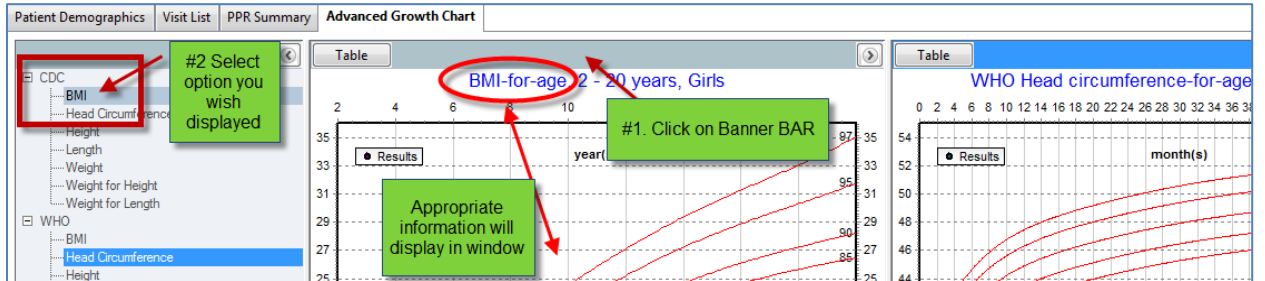 Patient Demographics Visit List PPR Summary Advanced Growth Chart
#2 Select
option you
wish
displayed
CDC
BMI
Head Circumference
Height
Length
Weight
Weight for Height
Weight for Length
WHO
BMI
Head Circumference
Height
Table
BMI-for-age 2 - 20 years, Girls
2 4 6 8 10
#1. Click on Banner BAR
35 97 35
Results
year(
33 33
31 95 31
29 29
27 90 27
85
25 25
Appropriate
information will
display in window
Table
WHO Head circumference-for-age
0 2 4 6 8 10 12 14 16 18 20 22 24 26 28 30 32 34 36 38
54
Results
month(s)
52
50
48
46
44